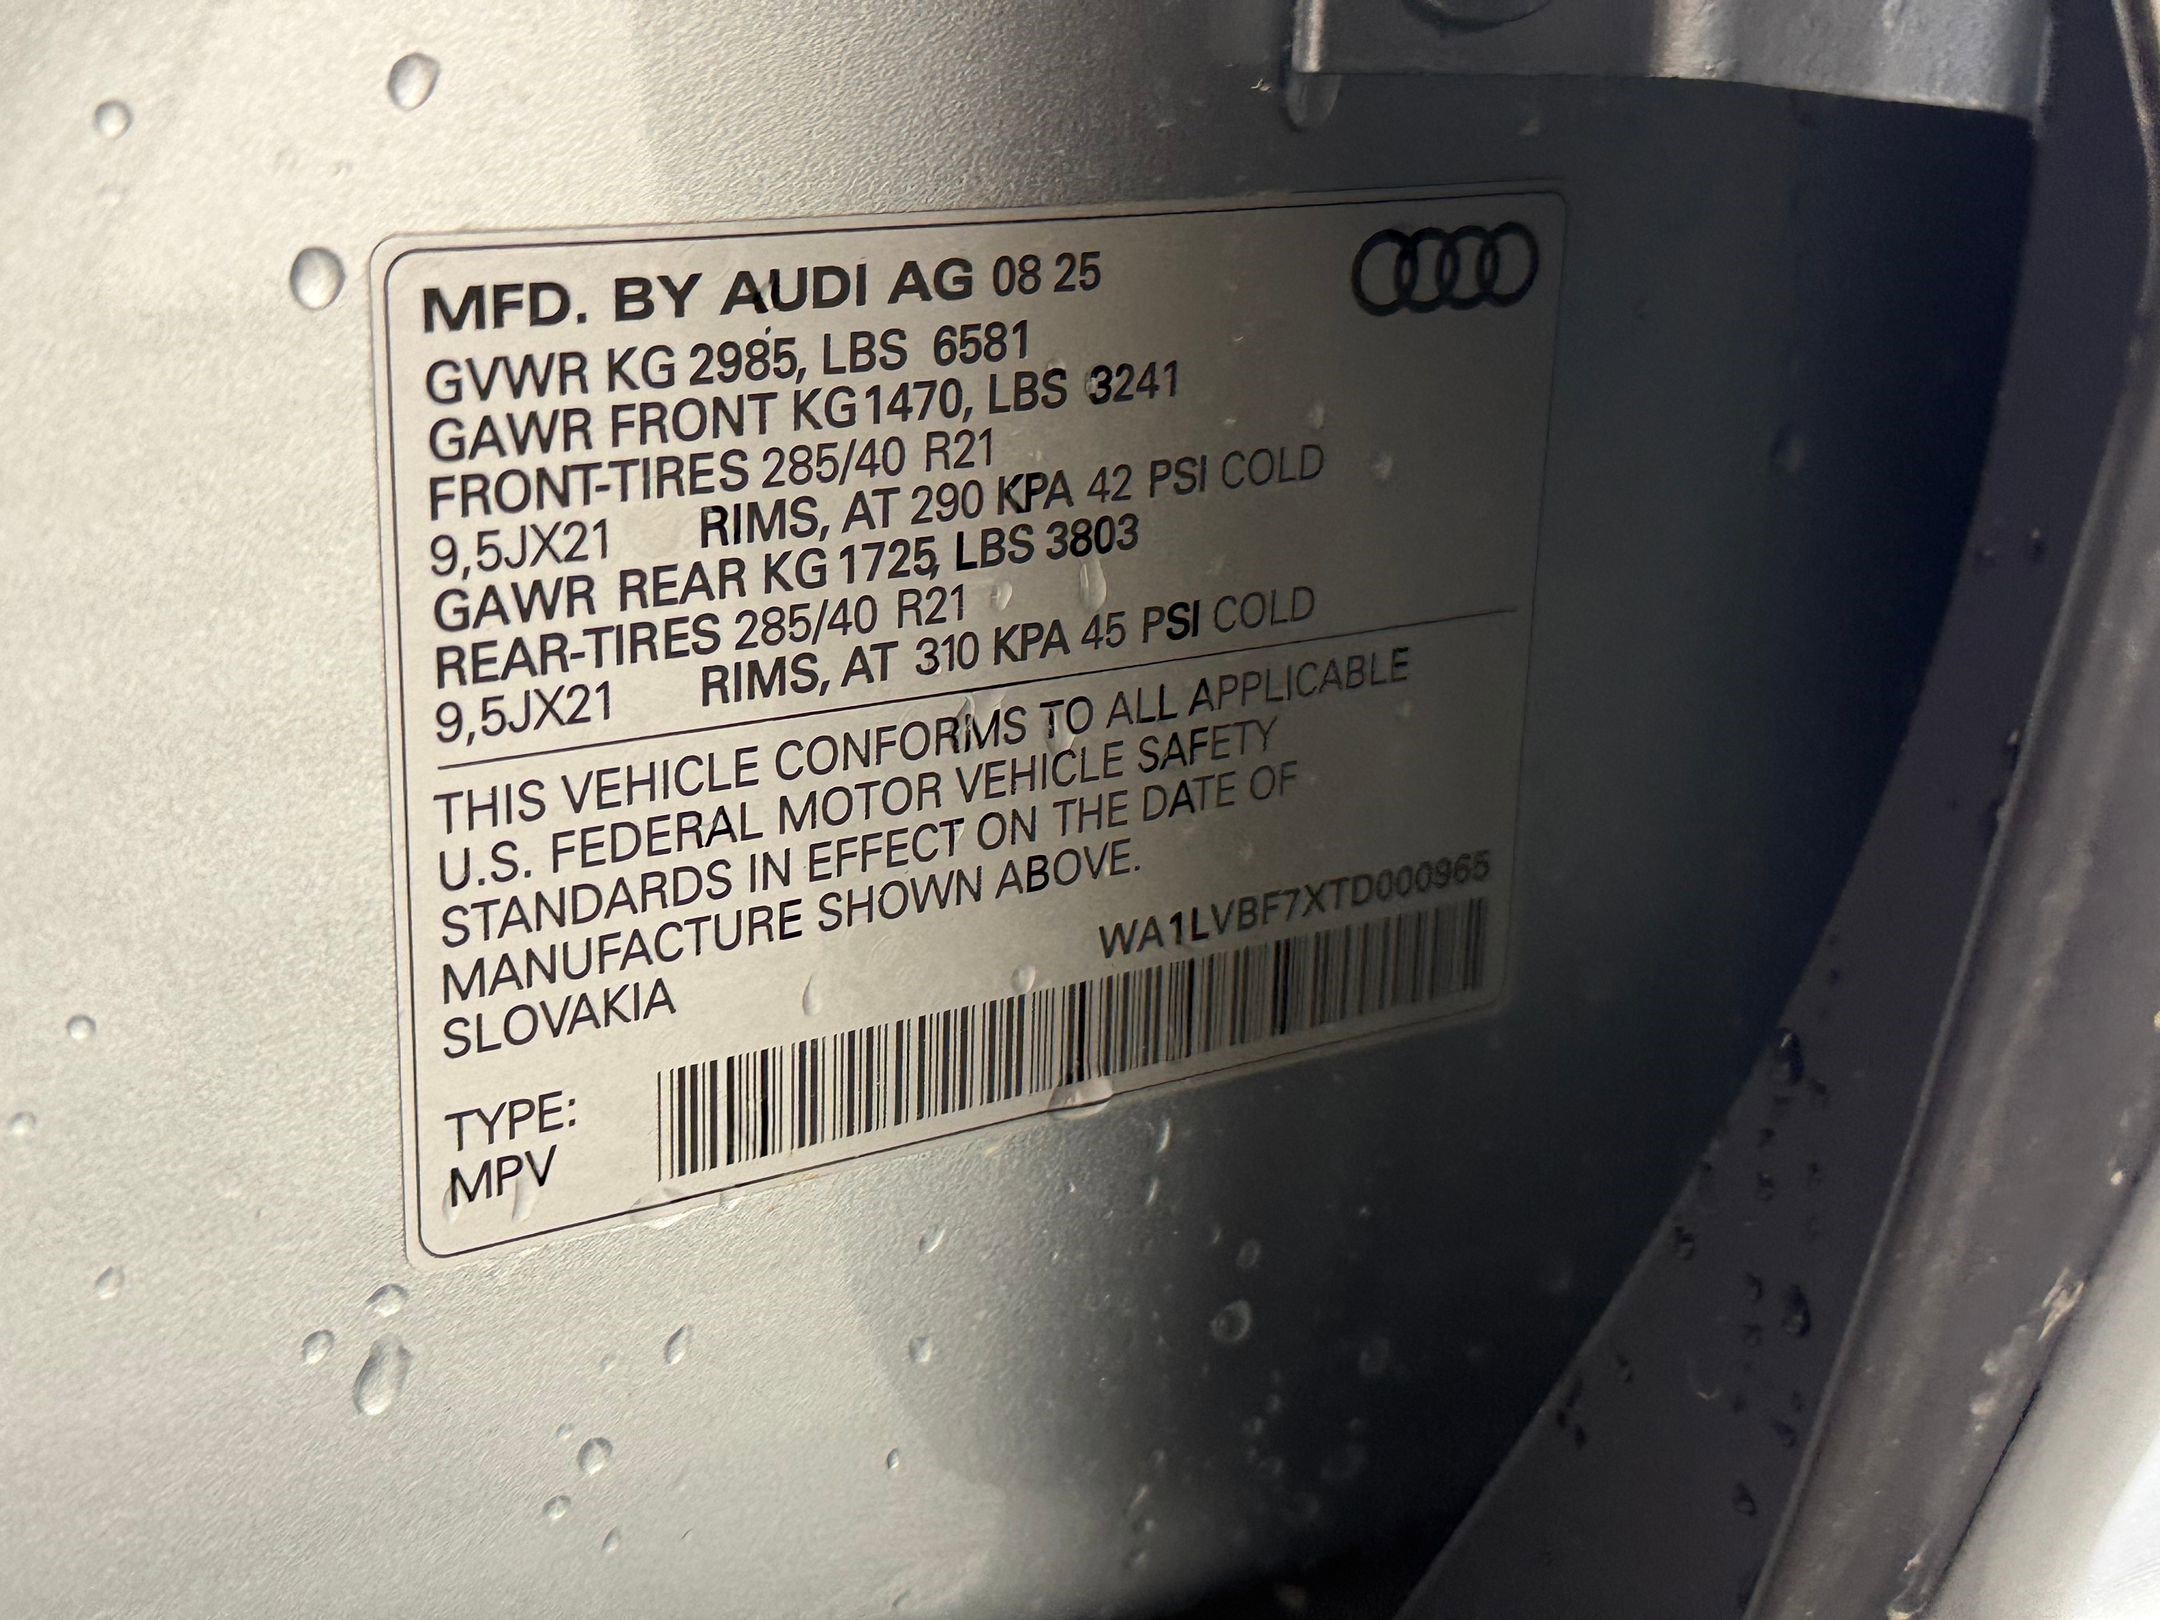 MFD. BY AUDI AG 08 25
GVWR KG 2985, LBS 6581
GAWR FRONT KG 1470, LBS 3241
FRONT-TIRES 285/40 R21
9,5JX21 RIMS, AT 290 KPA 42 PSI COLD
GAWR REAR KG 1725, LBS 3803
REAR-TIRES 285/40 R21
9,5JX21 RIMS, AT 310 KPA 45 PSI COLD
THIS VEHICLE CONFORMS TO ALL APPLICABLE
U.S. FEDERAL MOTOR VEHICLE SAFETY
STANDARDS IN EFFECT ON THE DATE OF
MANUFACTURE SHOWN ABOVE.
SLOVAKIA
WA1LVBF7XTD000965
TYPE:
MPV